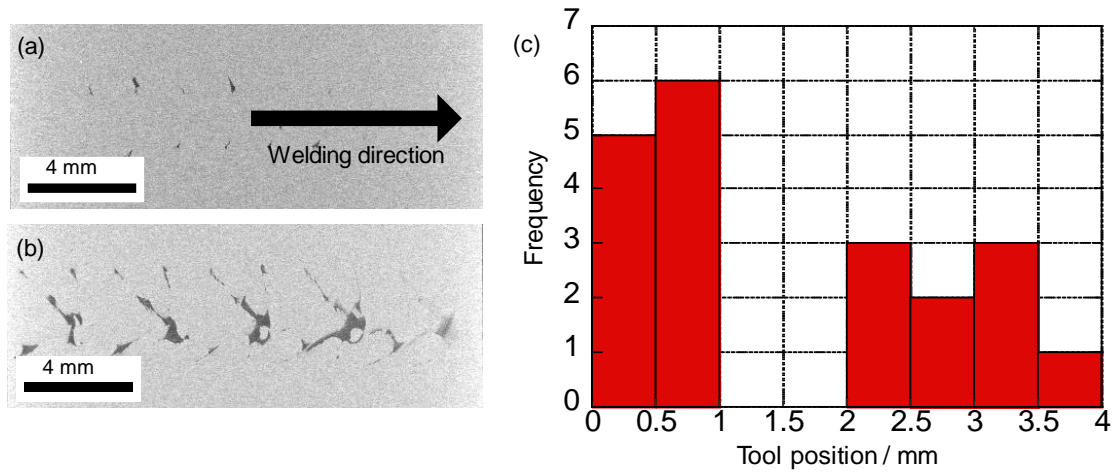 (a)
Welding direction
4 mm
(b)
4 mm
(c)
Frequency
7
6
5
4
3
2
1
0
0 0.5 1 1.5 2 2.5 3 3.5 4
Tool position / mm